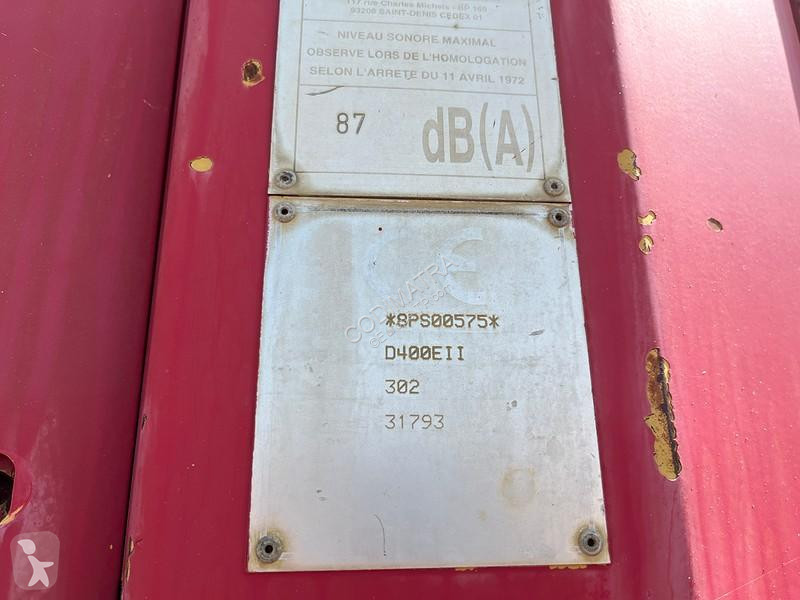 117 rue Charles Michels - BP 160
93208 SAINT-DENIS CEDEX 01
NIVEAU SONORE MAXIMAL
OBSERVE LORS DE L'HOMOLOGATION
SELON L'ARRETE DU 11 AVRIL 1972
87 dB(A)
CE
*8PS00575*
D400EII
302
31793